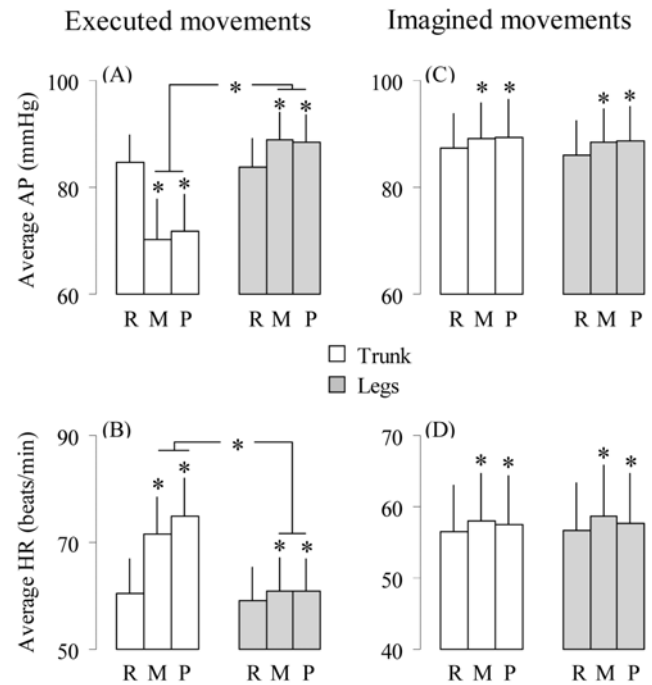 Executed movements Imagined movements
(A) (C)
100 100
* * *
* * * *
* *
Average AP (mmHg)
80 80
60 60
R M P R M P R M P R M P
Trunk
Legs
(B) (D)
90 70
* * *
* * * *
* *
Average HR (beats/min)
70 60
50
50 40
R M P R M P R M P R M P